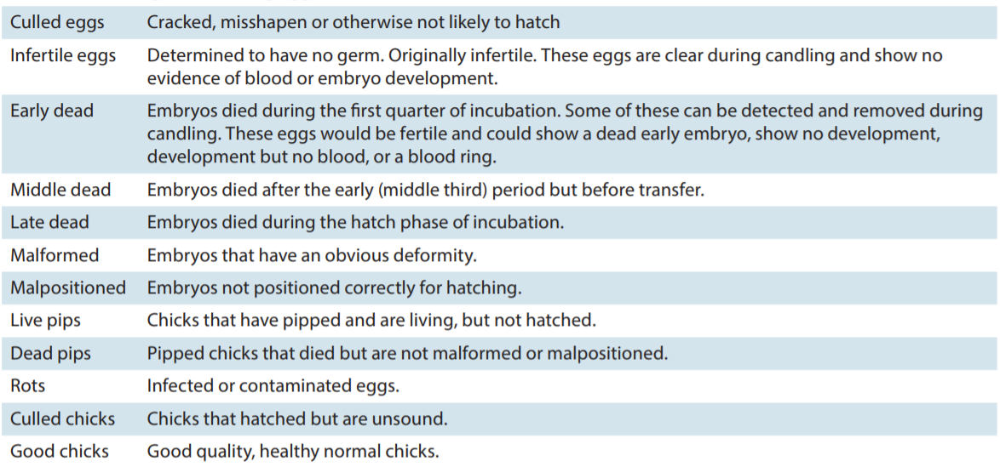 Culled eggs Cracked, misshapen or otherwise not likely to hatch
Infertile eggs Determined to have no germ. Originally infertile. These eggs are clear during candling and show no
evidence of blood or embryo development.
Early dead Embryos died during the first quarter of incubation. Some of these can be detected and removed during
candling. These eggs would be fertile and could show a dead early embryo, show no development,
development but no blood, or a blood ring.
Middle dead Embryos died after the early (middle third) period but before transfer.
Late dead Embryos died during the hatch phase of incubation.
Malformed Embryos that have an obvious deformity.
Malpositioned Embryos not positioned correctly for hatching.
Live pips Chicks that have pipped and are living, but not hatched.
Dead pips Pipped chicks that died but are not malformed or malpositioned.
Rots Infected or contaminated eggs.
Culled chicks Chicks that hatched but are unsound.
Good chicks Good quality, healthy normal chicks.